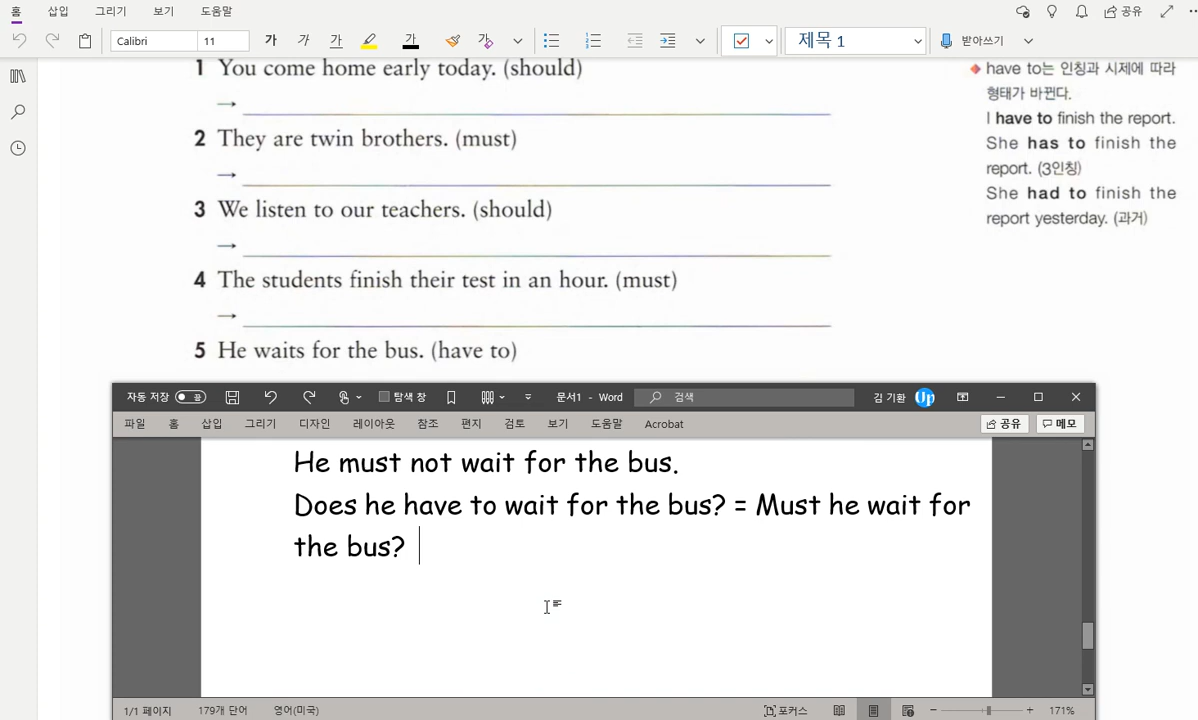 홈 삽입 그리기 보기 도움말 공유
Calibri 11 가 가 가 가 가 제목 1 받아쓰기
1 You come home early today. (should)
→
2 They are twin brothers. (must)
→
3 We listen to our teachers. (should)
→
4 The students finish their test in an hour. (must)
→
5 He waits for the bus. (have to)
have to는 인칭과 시제에 따라
형태가 바뀐다.
I have to finish the report.
She has to finish the
report. (3인칭)
She had to finish the
report yesterday. (과거)
자동 저장 끔 탐색 창 문서1 - Word 검색 김 기환 Up
파일 홈 삽입 그리기 디자인 레이아웃 참조 편지 검토 보기 도움말 Acrobat 공유 메모
He must not wait for the bus.
Does he have to wait for the bus? = Must he wait for
the bus?
1/1 페이지 179개 단어 영어(미국) 포커스 171%